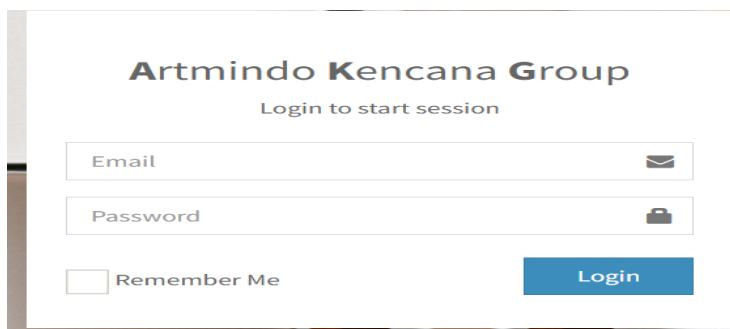 Artmindo Kencana Group
Login to start session
Email
Password
Remember Me
Login